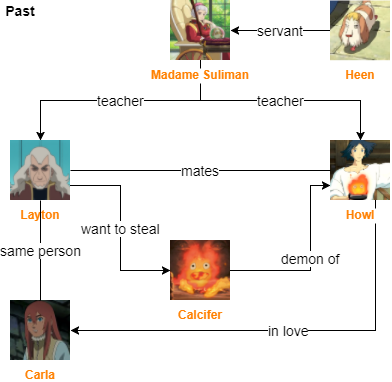 Past
servant
Madame Suliman
Heen
teacher
teacher
mates
Layton
Howl
want to steal
same person
demon of
Calcifer
in love
Carla